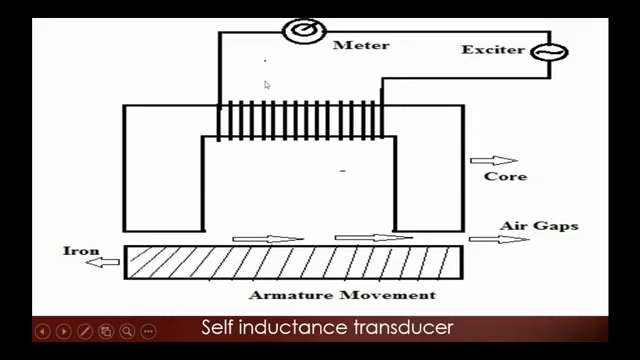 Meter
Exciter
Core
Air Gaps
Iron
Armature Movement
Self inductance transducer